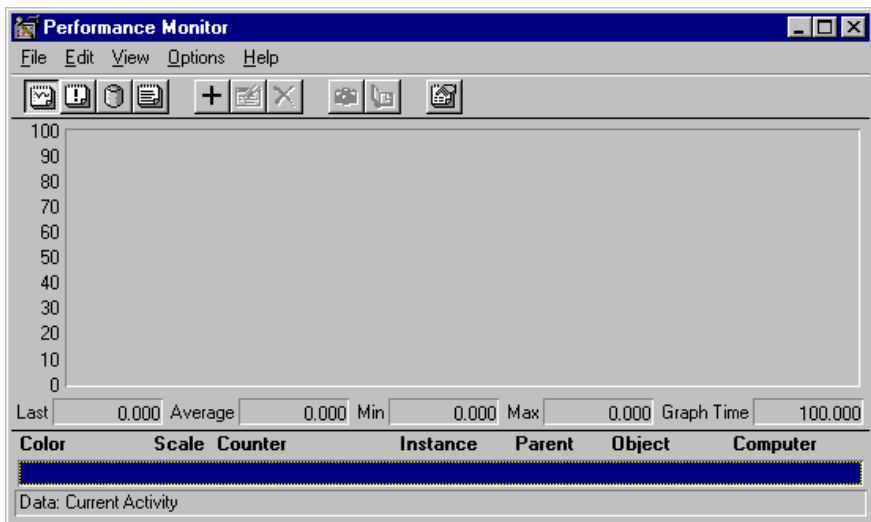 Performance Monitor
File Edit View Options Help
100
90
80
70
60
50
40
30
20
10
0
Last 0.000 Average 0.000 Min 0.000 Max 0.000 Graph Time 100.000
Color Scale Counter Instance Parent Object Computer
Data: Current Activity